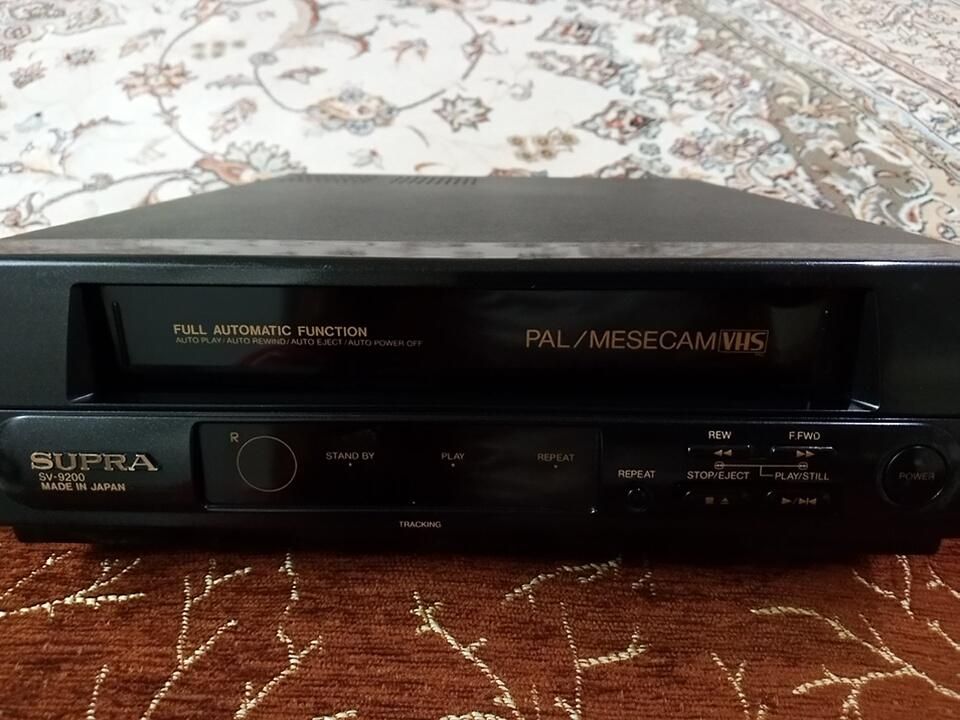 FULL AUTOMATIC FUNCTION
AUTO PLAY/AUTO REWIND/AUTO EJECT/AUTO POWER OFF
PAL/MESECAM VHS
SUPRA
SV-9200
MADE IN JAPAN
R
STAND BY
PLAY
REPEAT
REPEAT
REW
F.FWD
STOP/EJECT
PLAY/STILL
POWER
TRACKING